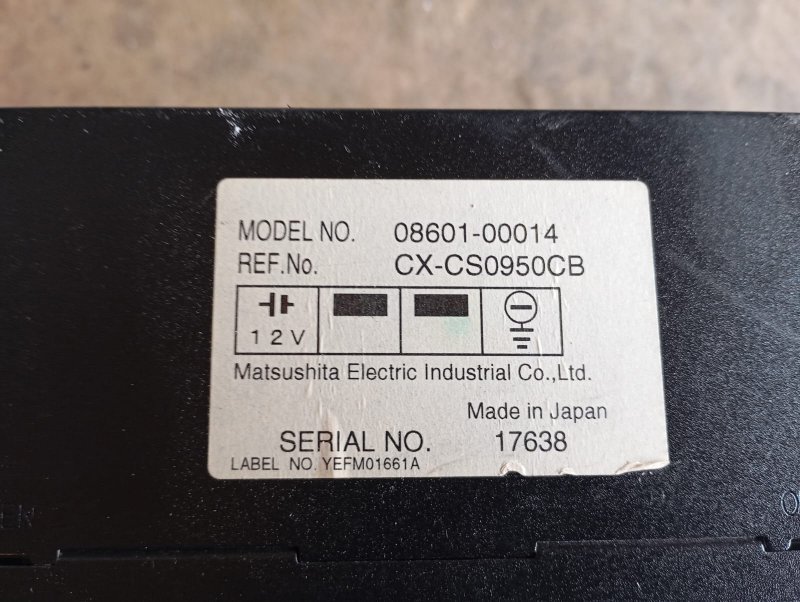 MODEL NO. 08601-00014
REF.No. CX-CS0950CB
12V
Matsushita Electric Industrial Co.,Ltd.
Made in Japan
SERIAL NO. 17638
LABEL NO. YEFM01661A